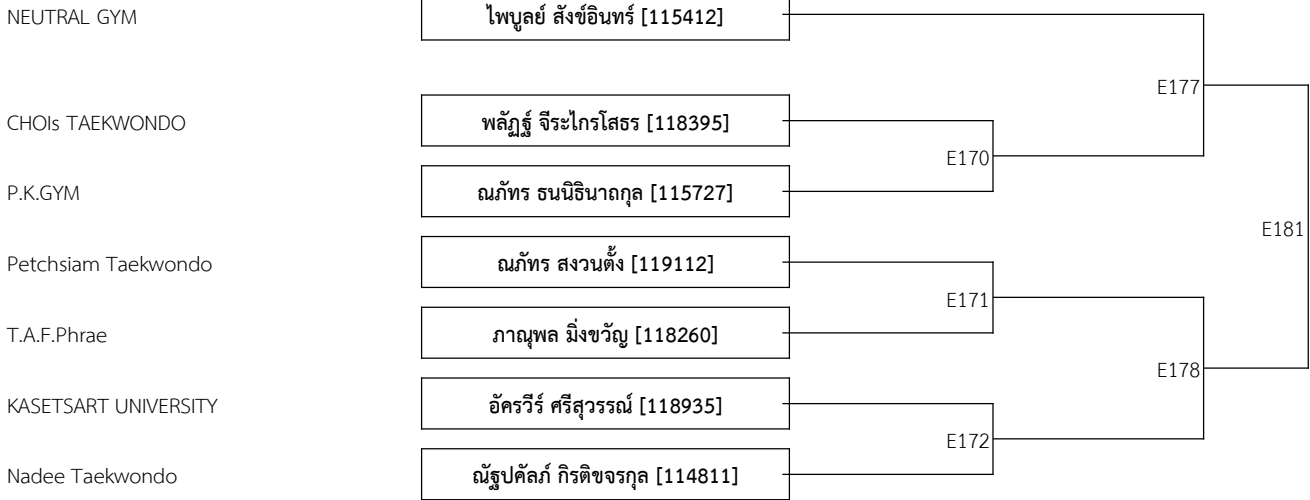 NEUTRAL GYM
ไพบูลย์ สังข์อินทร์ [115412]
E177
CHOIs TAEKWONDO
พลัฏฐ์ จีระไกรโสธร [118395]
E170
P.K.GYM
ณภัทร ธนนิธินาถกุล [115727]
E181
Petchsiam Taekwondo
ณภัทร สงวนตั้ง [119112]
E171
T.A.F.Phrae
ภาณุพล มิ่งขวัญ [118260]
E178
KASETSART UNIVERSITY
อัครวีร์ ศรีสุวรรณ์ [118935]
E172
Nadee Taekwondo
ณัฐปคัลภ์ กิรติขจรกุล [114811]